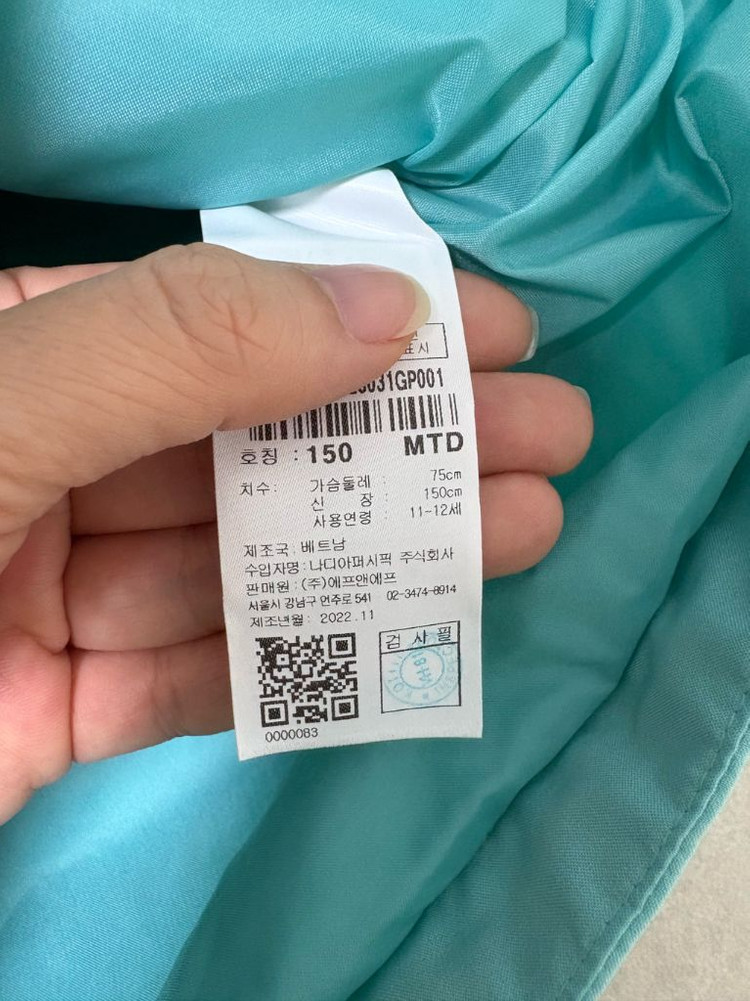 표시
3031GP001
호칭 : 150 MTD
치수: 가슴둘레 : 75cm
신 장 : 150cm
사용연령 : 11-12세
제조국: 베트남
수입자명: 나디아퍼시픽 주식회사
판매원 : (주)에프앤에프
서울시 강남구 언주로 541 02-3474-8914
제조년월: 2022.11
검 사 필
0000083